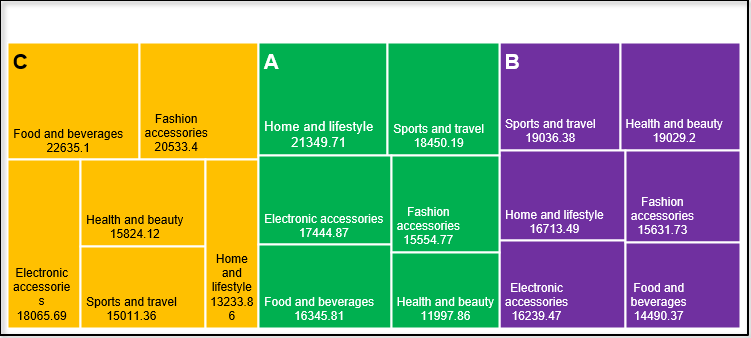 C
Food and beverages
22635.1
Fashion
accessories
20533.4
Electronic
accessorie
s
18065.69
Health and beauty
15824.12
Sports and travel
15011.36
Home
and
lifestyle
13233.8
6
A
Home and lifestyle
21349.71
Sports and travel
18450.19
Electronic accessories
17444.87
Fashion
accessories
15554.77
Food and beverages
16345.81
Health and beauty
11997.86
B
Sports and travel
19036.38
Health and beauty
19029.2
Home and lifestyle
16713.49
Fashion
accessories
15631.73
Electronic
accessories
16239.47
Food and
beverages
14490.37